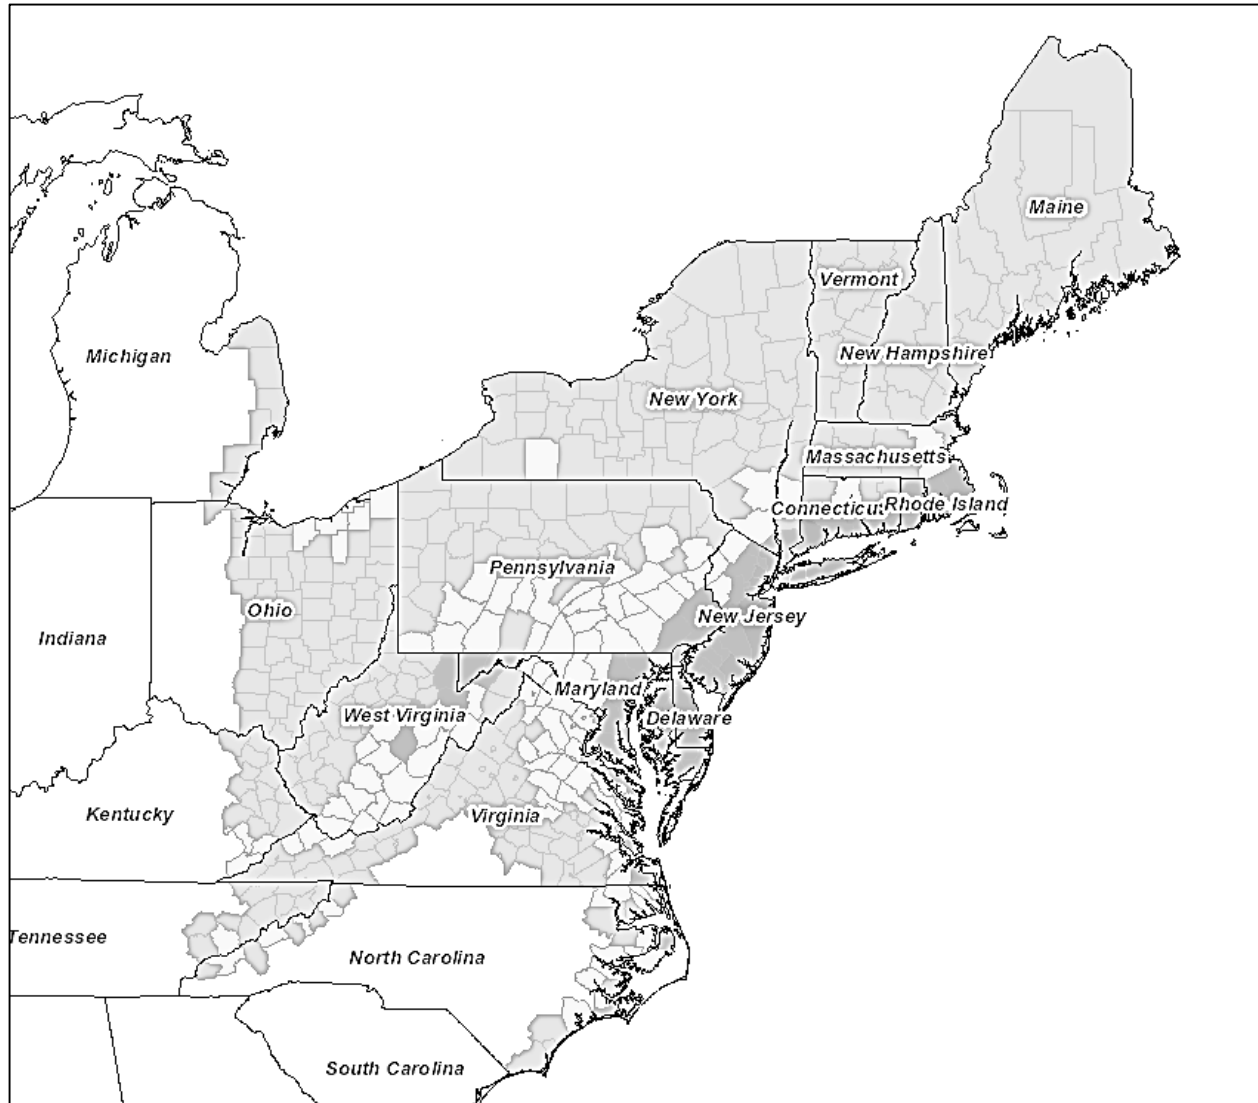 Maine
Vermont
New Hampshire
Michigan
New York
Massachusetts
Connecticut
Rhode Island
Pennsylvania
Ohio
New Jersey
Indiana
Maryland
West Virginia
Delaware
Kentucky
Virginia
Tennessee
North Carolina
South Carolina